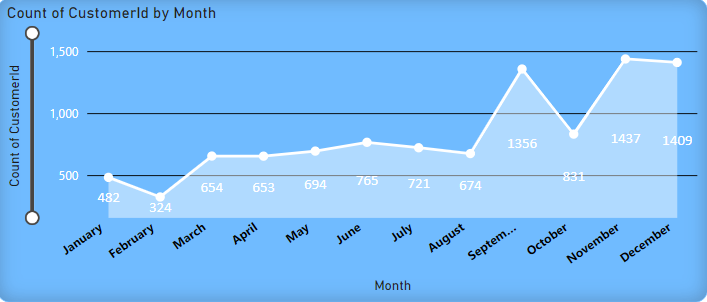 Count of CustomerId by Month
Count of CustomerId
1,500
1,000
500
482
324
654
653
694
765
721
674
1356
831
1437
1409
January
February
March
April
May
June
July
August
Septem...
October
November
December
Month